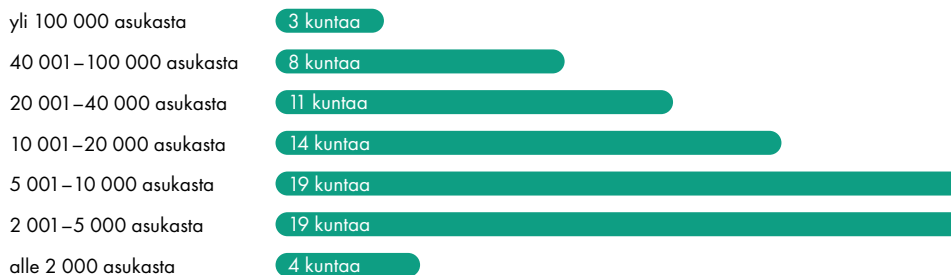 yli 100 000 asukasta 3 kuntaa
40 001–100 000 asukasta 8 kuntaa
20 001–40 000 asukasta 11 kuntaa
10 001–20 000 asukasta 14 kuntaa
5 001–10 000 asukasta 19 kuntaa
2 001–5 000 asukasta 19 kuntaa
alle 2 000 asukasta 4 kuntaa